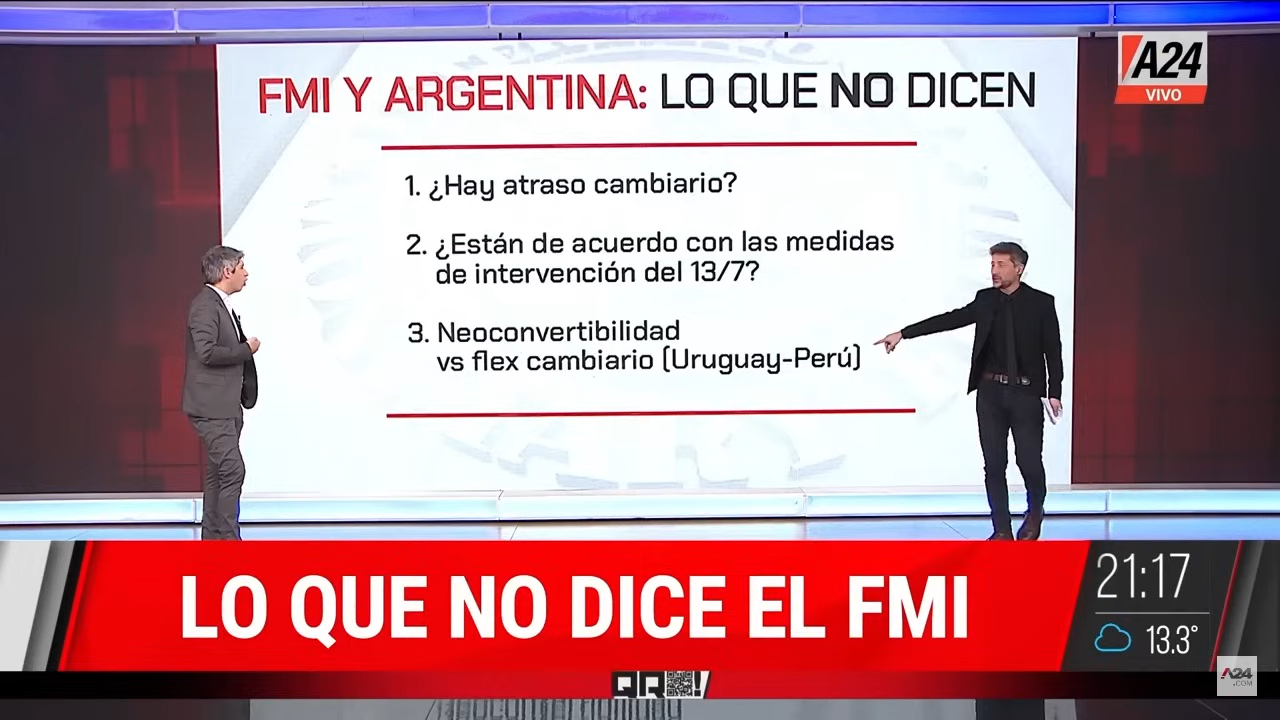 FMI Y ARGENTINA: LO QUE NO DICEN
A24
VIVO
1. ¿Hay atraso cambiario?
2. ¿Están de acuerdo con las medidas
de intervención del 13/7?
3. Neoconvertibilidad
vs flex cambiario (Uruguay-Perú)
LO QUE NO DICE EL FMI
21:17
13.3°
QR!
A24
.COM